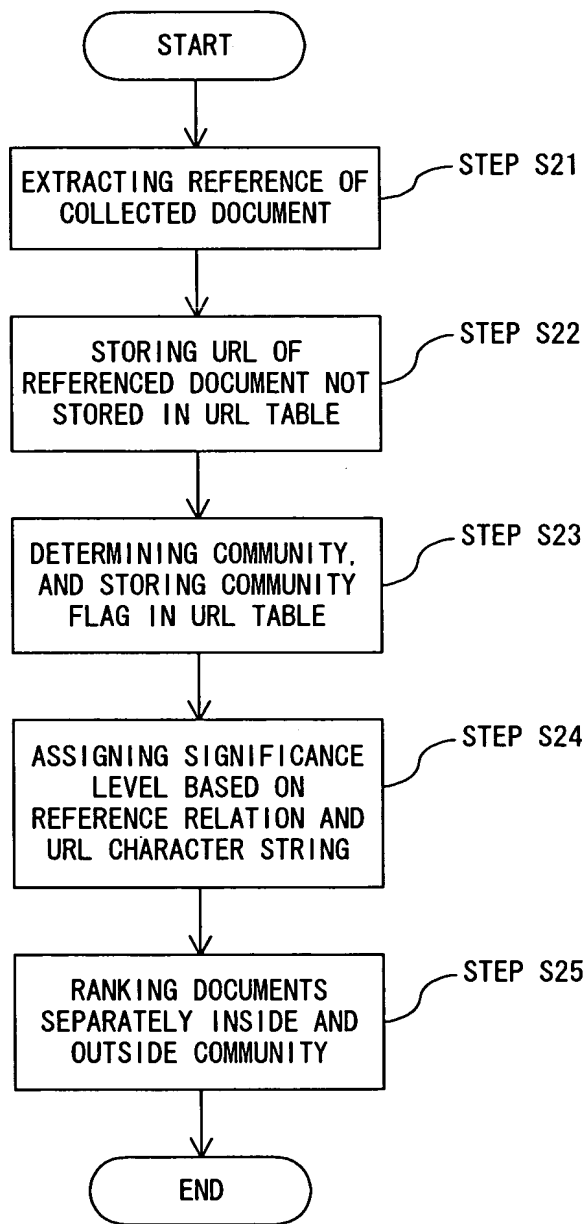 START
EXTRACTING REFERENCE OF
COLLECTED DOCUMENT
STEP S21
STORING URL OF
REFERENCED DOCUMENT NOT
STORED IN URL TABLE
STEP S22
DETERMINING COMMUNITY,
AND STORING COMMUNITY
FLAG IN URL TABLE
STEP S23
ASSIGNING SIGNIFICANCE
LEVEL BASED ON
REFERENCE RELATION AND
URL CHARACTER STRING
STEP S24
RANKING DOCUMENTS
SEPARATELY INSIDE AND
OUTSIDE COMMUNITY
STEP S25
END